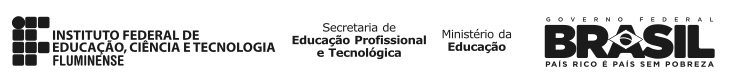 INSTITUTO FEDERAL DE
EDUCAÇÃO, CIÊNCIA E TECNOLOGIA
FLUMINENSE
Secretaria de
Educação Profissional
e Tecnológica
Ministério da
Educação
GOVERNO FEDERAL
BRASIL
PAÍS RICO É PAÍS SEM POBREZA